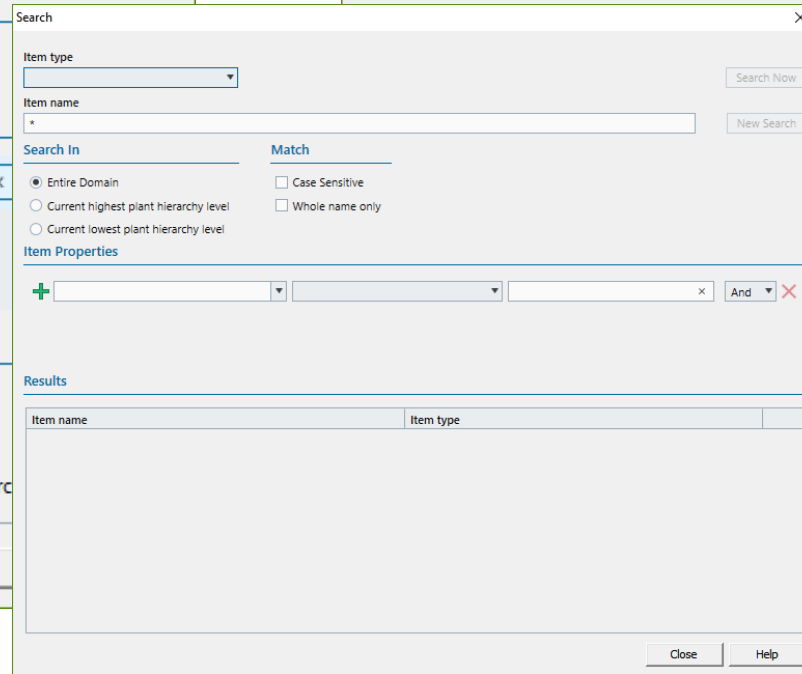 Search
Item type
Search Now
Item name
*
New Search
Search In
Match
Entire Domain
Case Sensitive
Current highest plant hierarchy level
Whole name only
Current lowest plant hierarchy level
Item Properties
And
Results
Item name Item type
rc
Close Help